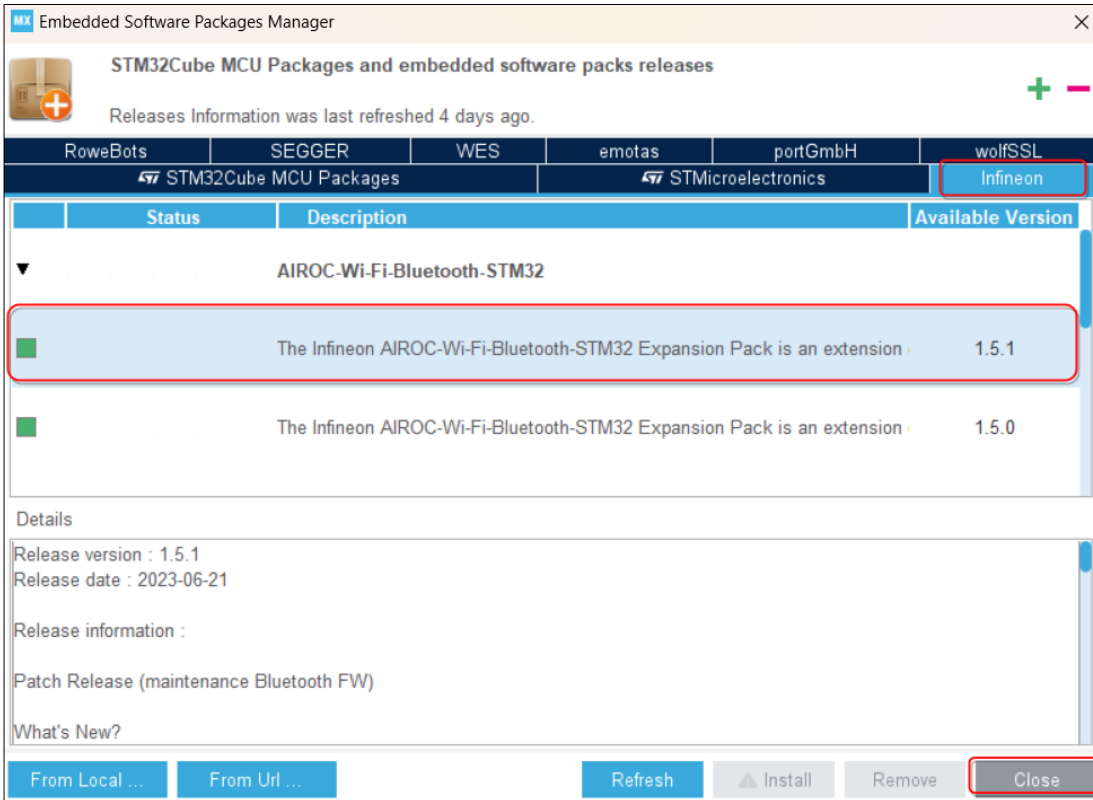 MX Embedded Software Packages Manager
STM32Cube MCU Packages and embedded software packs releases
Releases Information was last refreshed 4 days ago.
RoweBots SEGGER WES emotas portGmbH wolfSSL
STM32Cube MCU Packages STMicroelectronics Infineon
Status Description Available Version
AIROC-Wi-Fi-Bluetooth-STM32
The Infineon AIROC-Wi-Fi-Bluetooth-STM32 Expansion Pack is an extension 1.5.1
The Infineon AIROC-Wi-Fi-Bluetooth-STM32 Expansion Pack is an extension 1.5.0
Details
Release version : 1.5.1
Release date : 2023-06-21
Release information :
Patch Release (maintenance Bluetooth FW)
What's New?
From Local ... From Url ... Refresh Install Remove Close